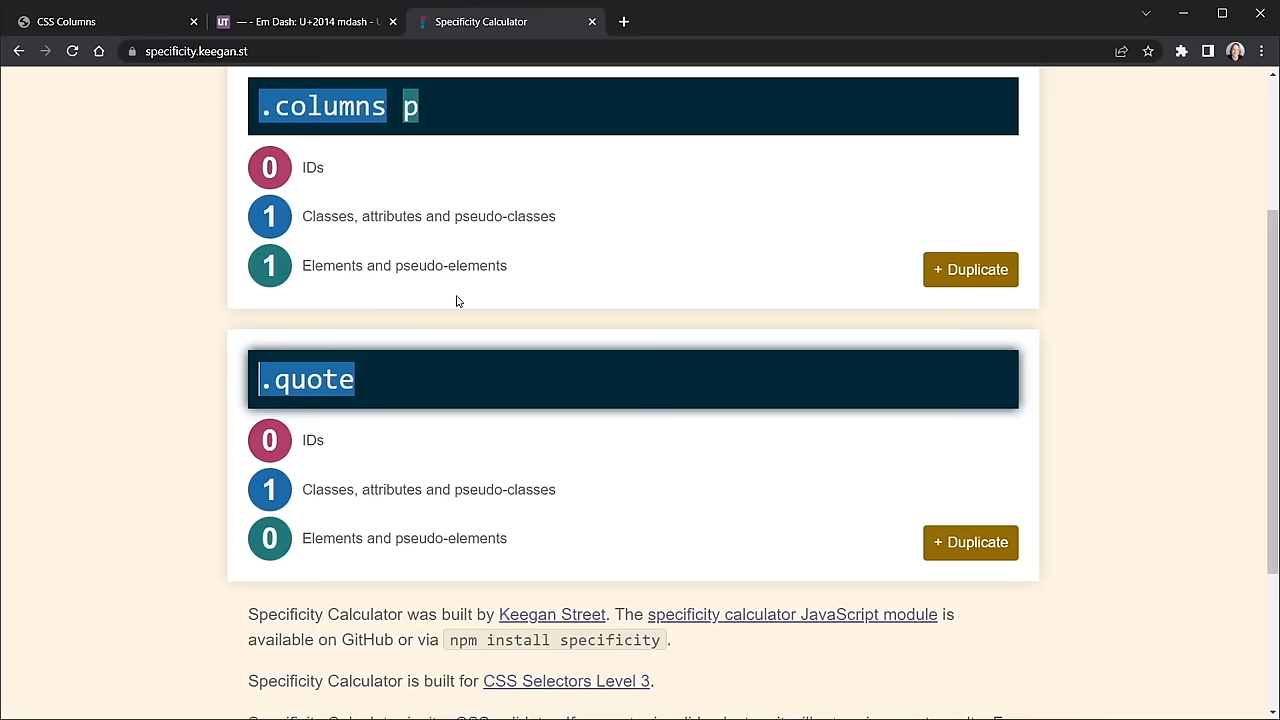 CSS Columns
UT — - Em Dash: U+2014 mdash - U
Specificity Calculator
specificity.keegan.st
.columns p
0 IDs
1 Classes, attributes and pseudo-classes
1 Elements and pseudo-elements
+ Duplicate
.quote
0 IDs
1 Classes, attributes and pseudo-classes
0 Elements and pseudo-elements
+ Duplicate
Specificity Calculator was built by Keegan Street. The specificity calculator JavaScript module is
available on GitHub or via npm install specificity.
Specificity Calculator is built for CSS Selectors Level 3.